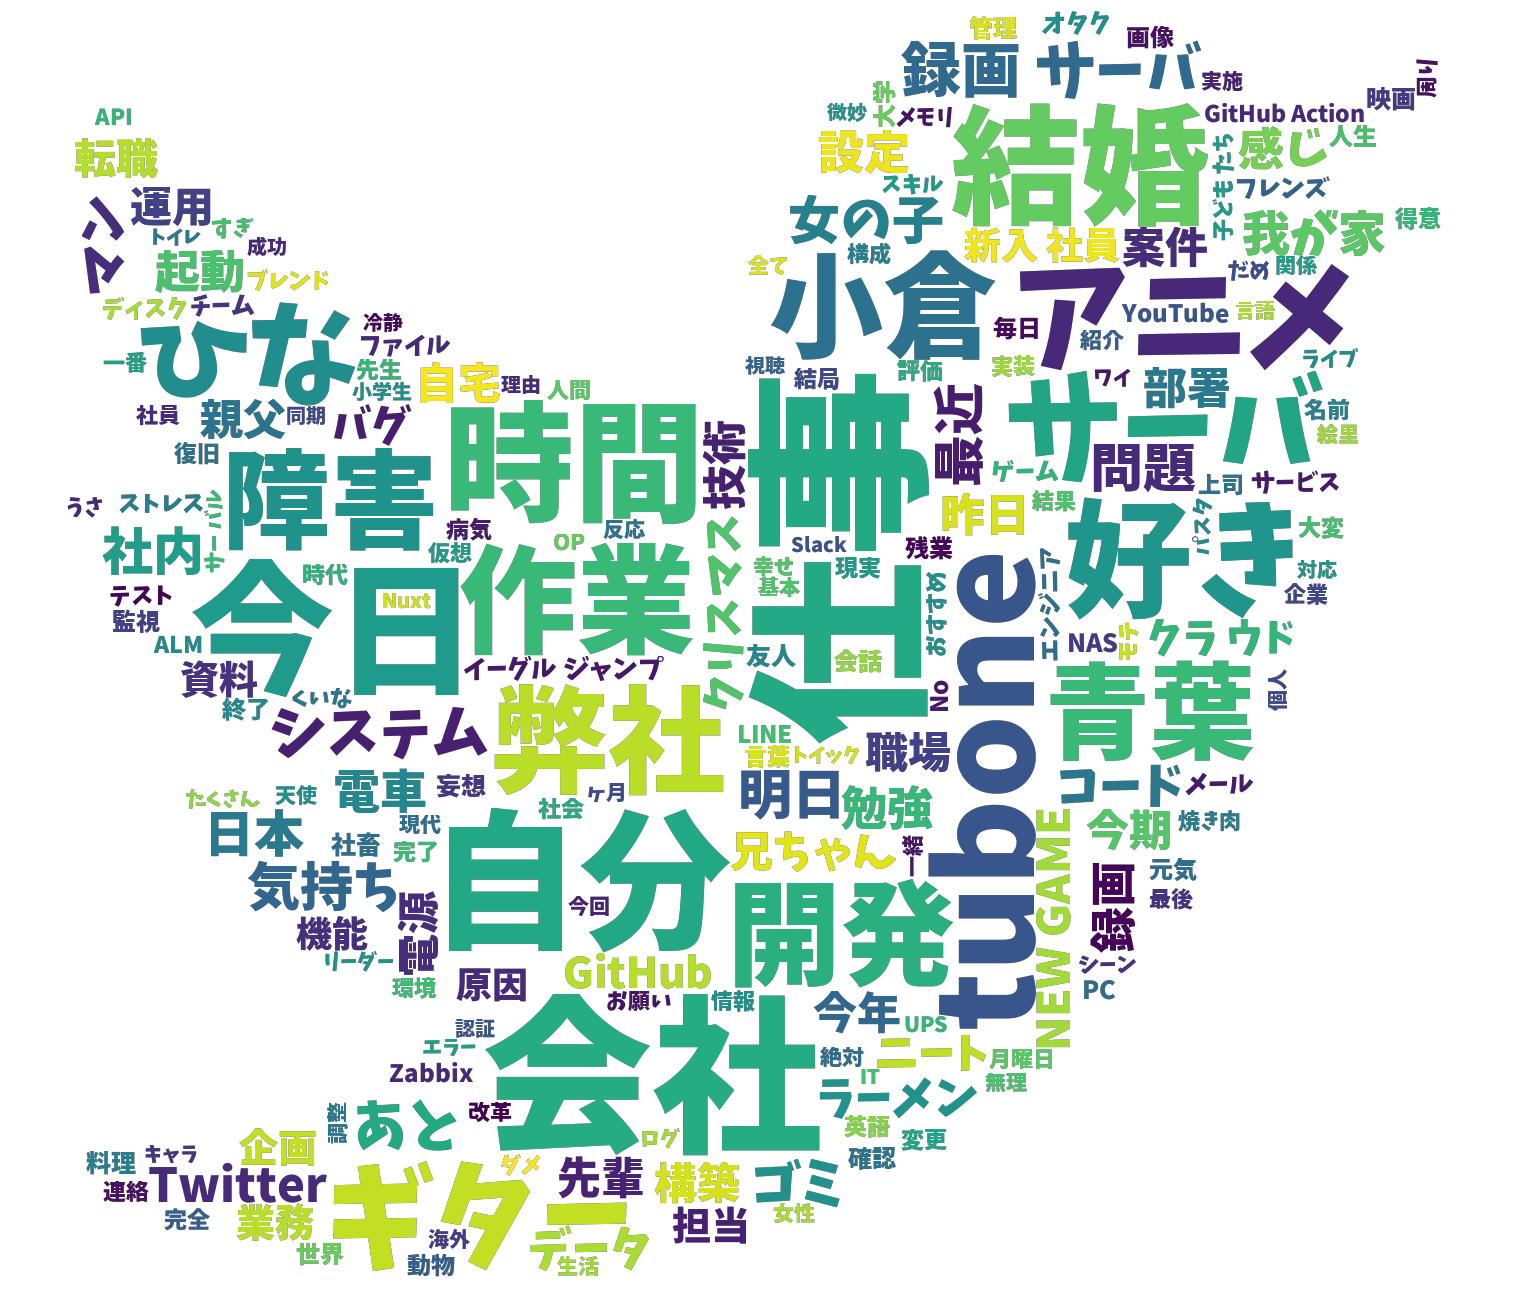 管理
オタク
画像
録画
サーバ
実施
周り
映画
大学
微妙
メモリ
GitHub Action
API
転職
設定
結婚
子どもたち
感じ
人生
スキル
フレンズ
マン
運用
トイレ
すぎ
成功
女の子
構成
新入 社員
案件
我が家
得意
起動
ブレンド
全て
小倉
アニメ
だめ
関係
ディスク
チーム
ひな
冷静
ファイル
毎日
YouTube
言語
紹介
一番
先生
小学生
自宅
理由
人間
視聴
結局
評価
実装
ワイ
部署
ライブ
社員
親父
同期
バグ
時間
技術
仕事
最近
サーバ
名前
絵里
復旧
障害
ゲーム
問題
上司
サービス
うさ
ストレス
サーバル
病気
反応
昨日
結果
好き
パスタ
大変
社内
仮想
OP
Slack
残業
時代
作業
クリスマス
幸せ
基本
現実
おすすめ
tubone
エンジニア
対応
企業
テスト
監視
今日
Nuxt
ALM
友人
会話
NAS
モテ
クラウド
資料
イーグル ジャンプ
終了
くいな
システム
弊社
No
青葉
個人
LINE
言葉
トイック
職場
電車
妄想
ヶ月
明日
コード
メール
たくさん
天使
日本
現代
社会
勉強
NEW GAME
今期
焼き肉
社畜
完了
自分
兄ちゃん
一緒
気持ち
電源
今回
開発
録画
元気
最後
機能
リーダー
環境
原因
GitHub
お願い
情報
シーン
PC
今年
UPS
認証
エラー
会社
絶対
ニート
月曜日
無理
Zabbix
IT
ラーメン
調整
あと
改革
英語
変更
企画
ログ
確認
料理
キャラ
連絡
Twitter
ギター
ダメ
先輩
構築
ゴミ
完全
業務
女性
担当
世界
海外
データ
動物
生活